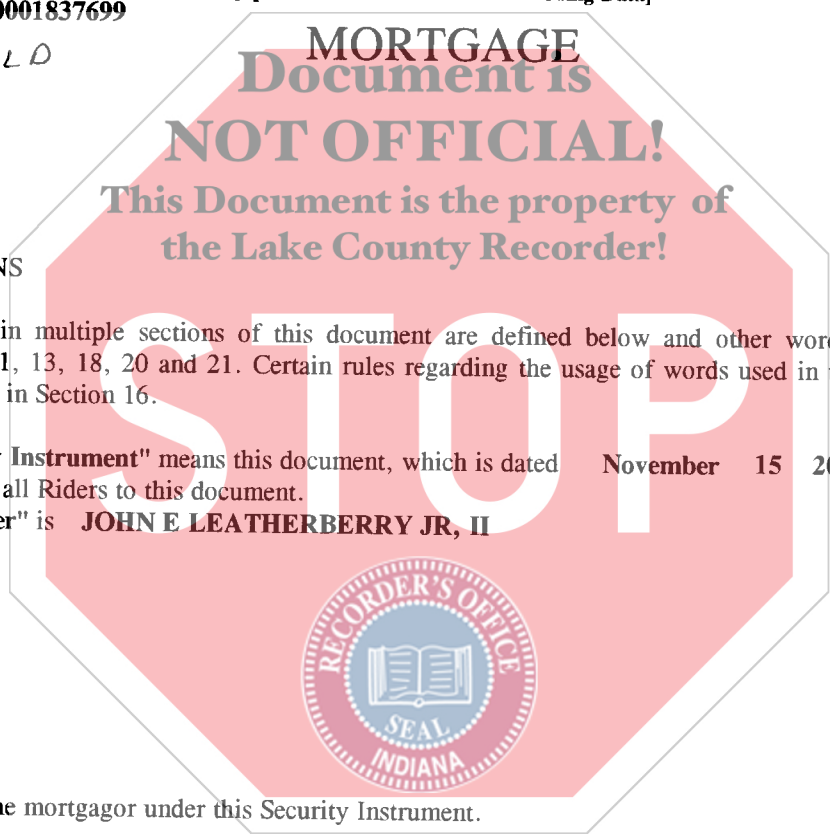 0001837699
LD
MORTGAGE
Document is
NOT OFFICIAL!
This Document is the property of
the Lake County Recorder!
NS
in multiple sections of this document are defined below and other wor
1, 13, 18, 20 and 21. Certain rules regarding the usage of words used in
in Section 16.
Instrument" means this document, which is dated November 15 20
all Riders to this document.
er" is JOHN E LEATHERBERRY JR, II
STOP
RECORDER'S OFFICE
SEAL
INDIANA
he mortgagor under this Security Instrument.